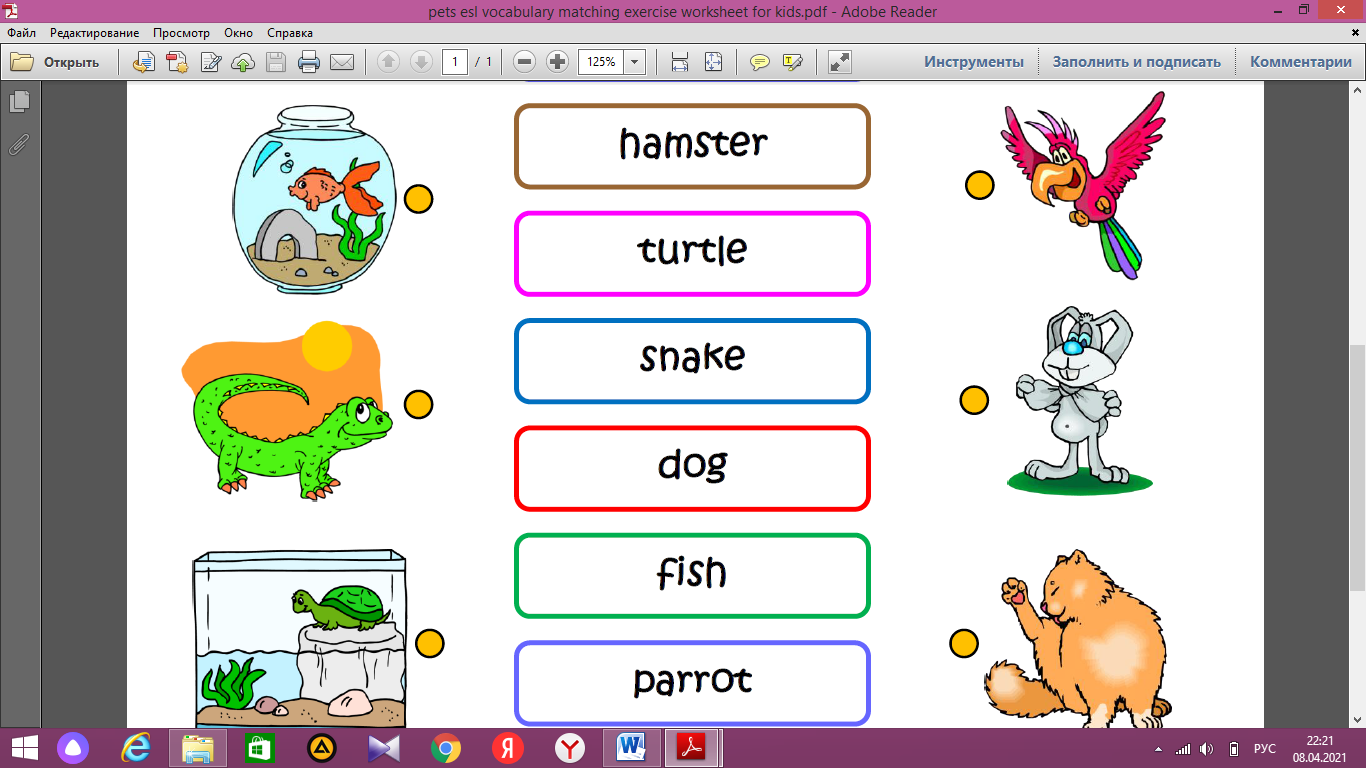 pets esl vocabulary matching exercise worksheet for kids.pdf - Adobe Reader
Файл Редактирование Просмотр Окно Справка
Открыть 1 / 1 125% Инструменты Заполнить и подписать Комментарии
hamster
turtle
snake
dog
fish
parrot
РУС 22:21
08.04.2021